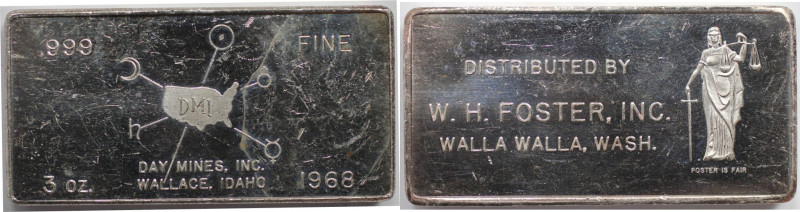 .999 FINE
DMI
DAY MINES, INC.
WALLACE, IDAHO
3 OZ. 1968
DISTRIBUTED BY
W. H. FOSTER, INC.
WALLA WALLA, WASH.
FOSTER IS FAIR